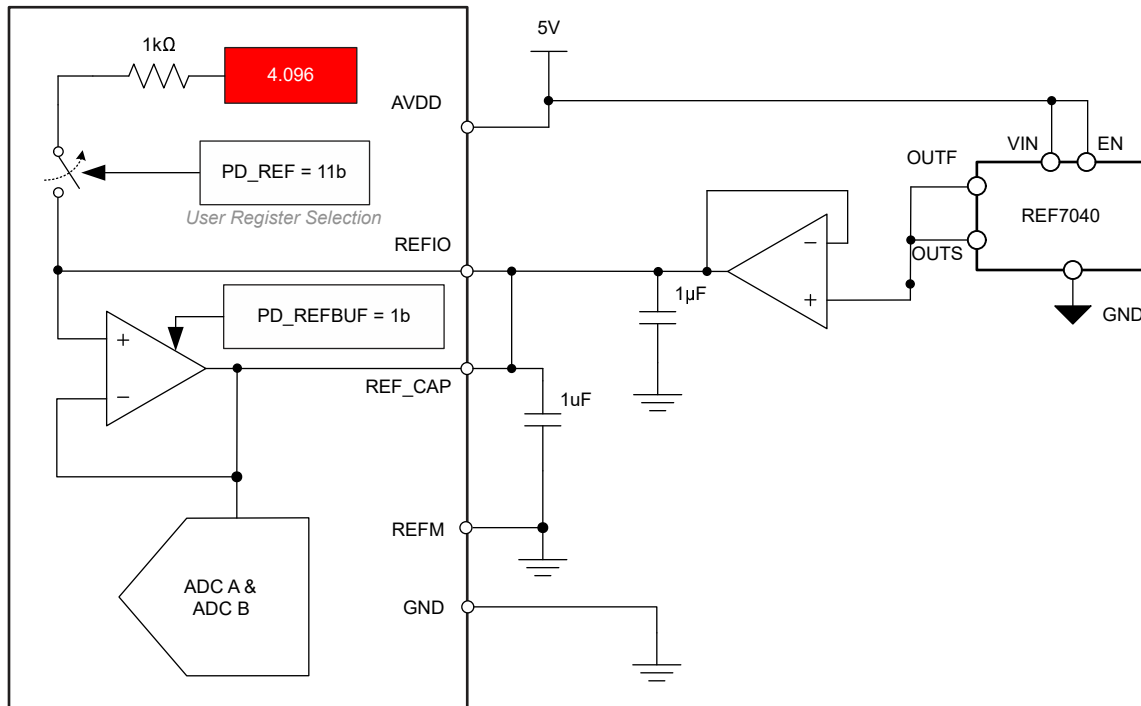 5V
1kΩ
4.096
AVDD
VIN
EN
OUTF
PD_REF = 11b
User Register Selection
REF7040
REFIO
OUTS
−
+
1µF
GND
PD_REFBUF = 1b
+
−
REF_CAP
1uF
REFM
ADC A &
ADC B
GND